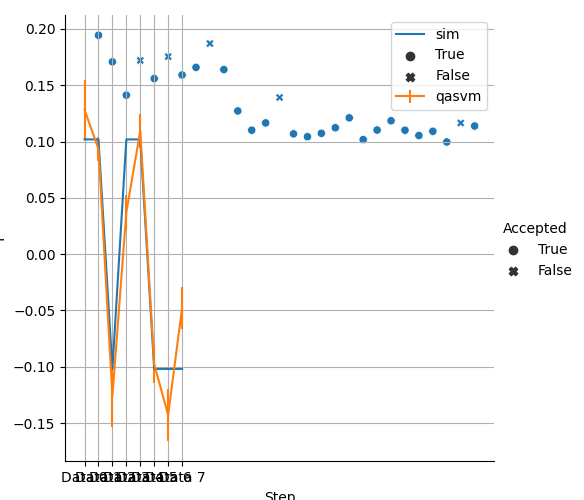 0.20
0.15
0.10
0.05
0.00
−0.05
−0.10
−0.15
sim
True
False
qasvm
Accepted
True
False
7
Step